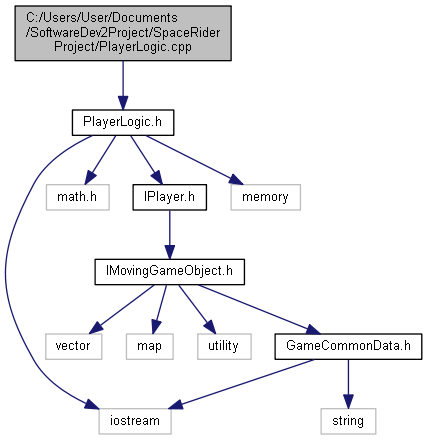 C:/Users/User/Documents
/SoftwareDev2Project/SpaceRider
Project/PlayerLogic.cpp
PlayerLogic.h
math.h
IPlayer.h
memory
IMovingGameObject.h
vector
map
utility
GameCommonData.h
iostream
string